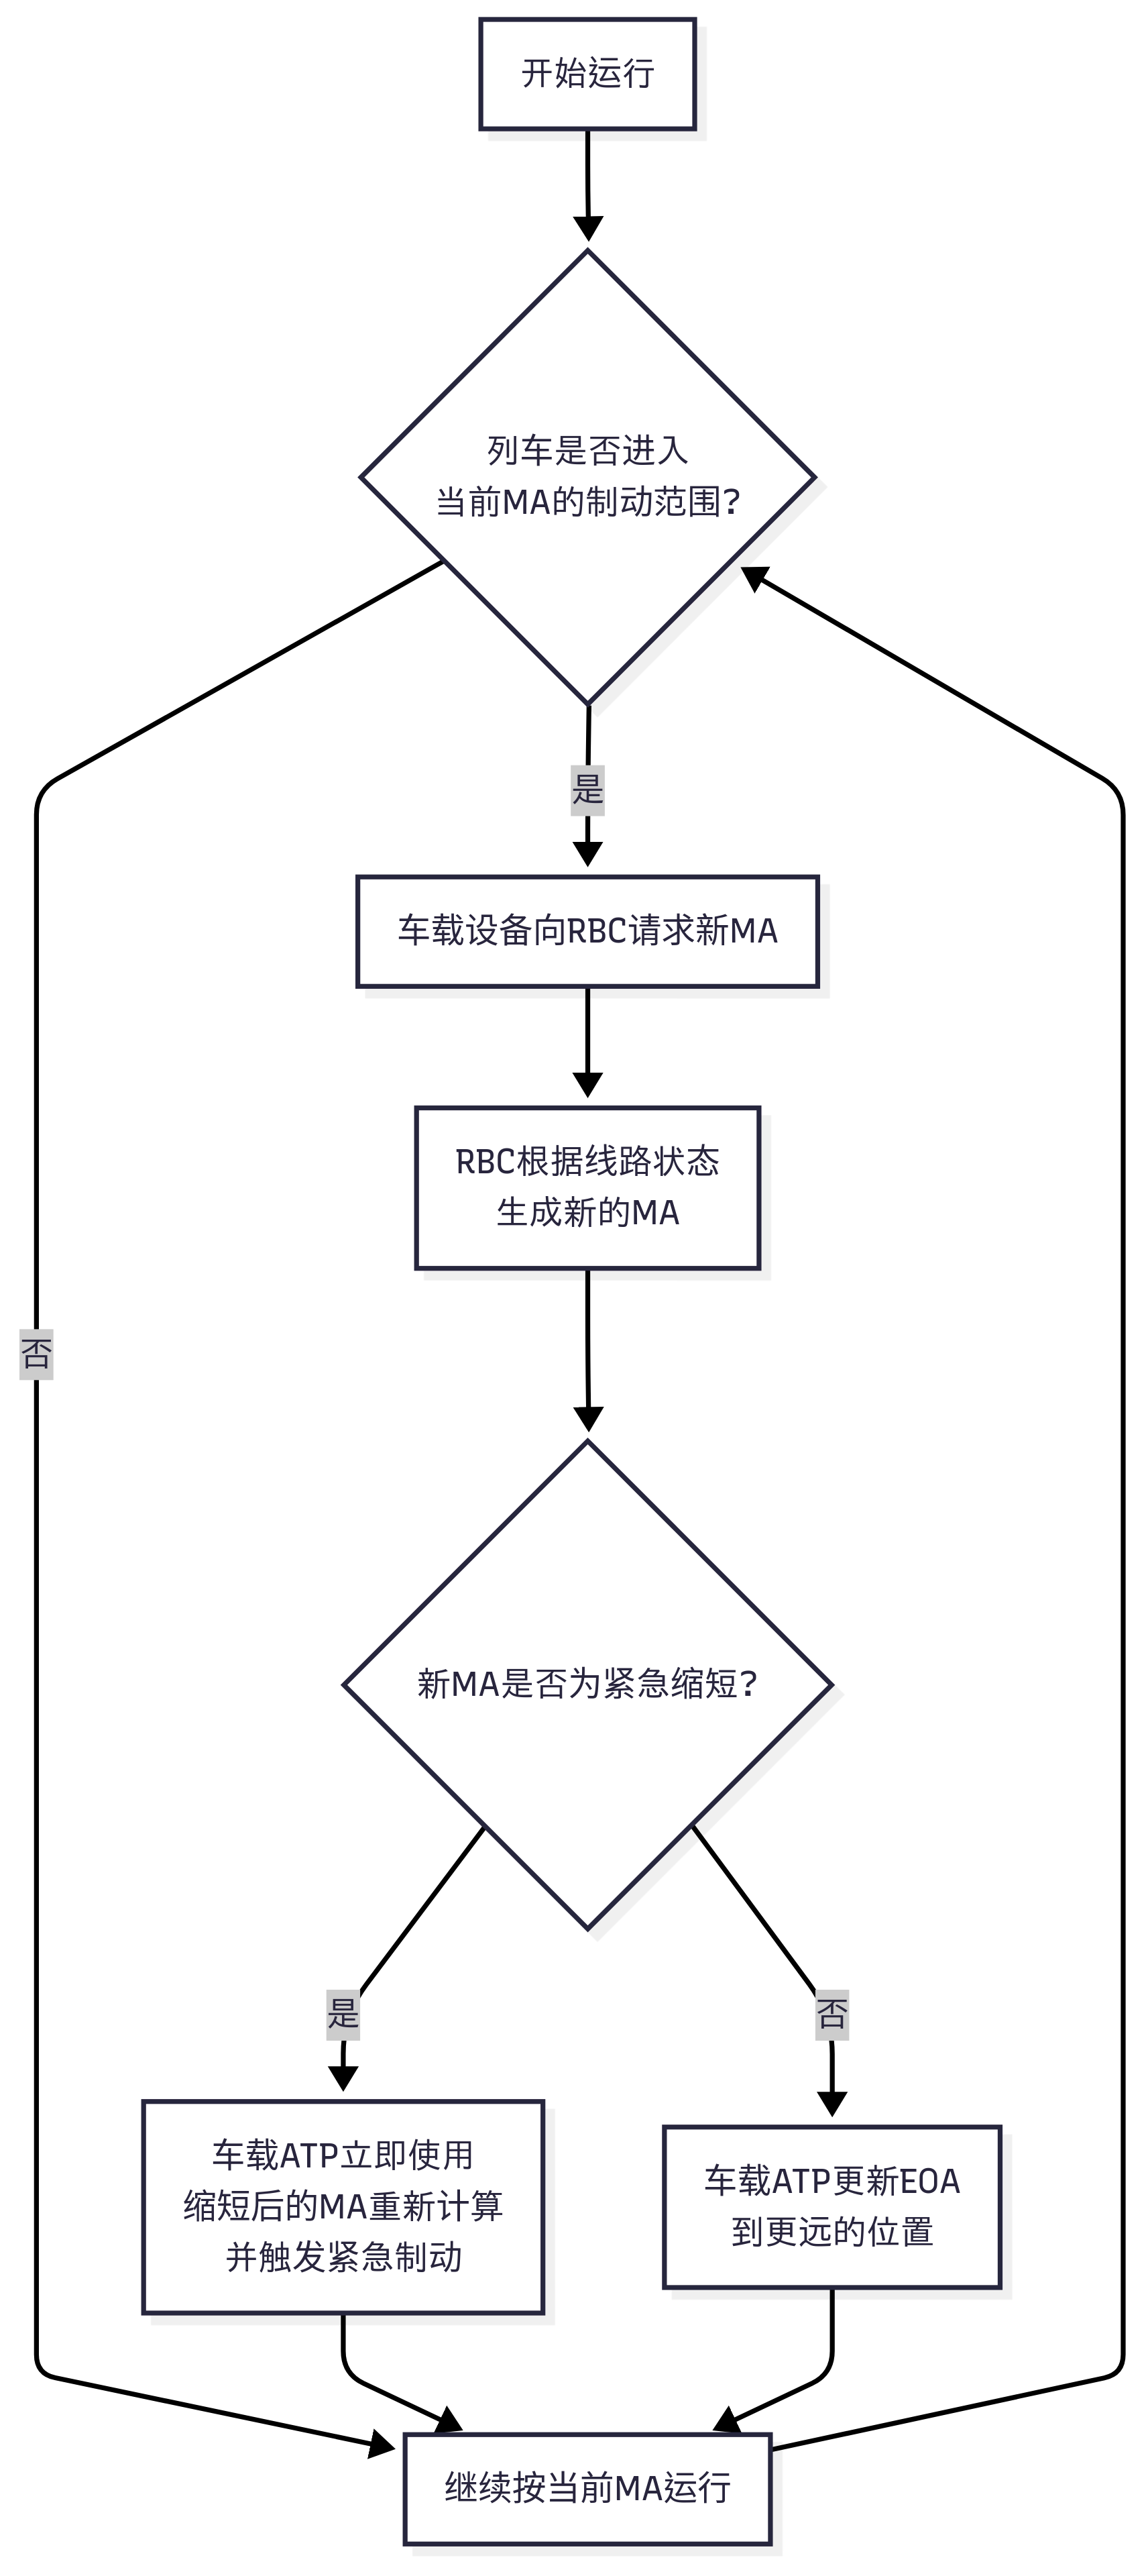 开始运行
列车是否进入
当前MA的制动范围?
是
车载设备向RBC请求新MA
RBC根据线路状态
生成新的MA
否
新MA是否为紧急缩短?
是
否
车载ATP立即使用
缩短后的MA重新计算
并触发紧急制动
车载ATP更新EOA
到更远的位置
继续按当前MA运行